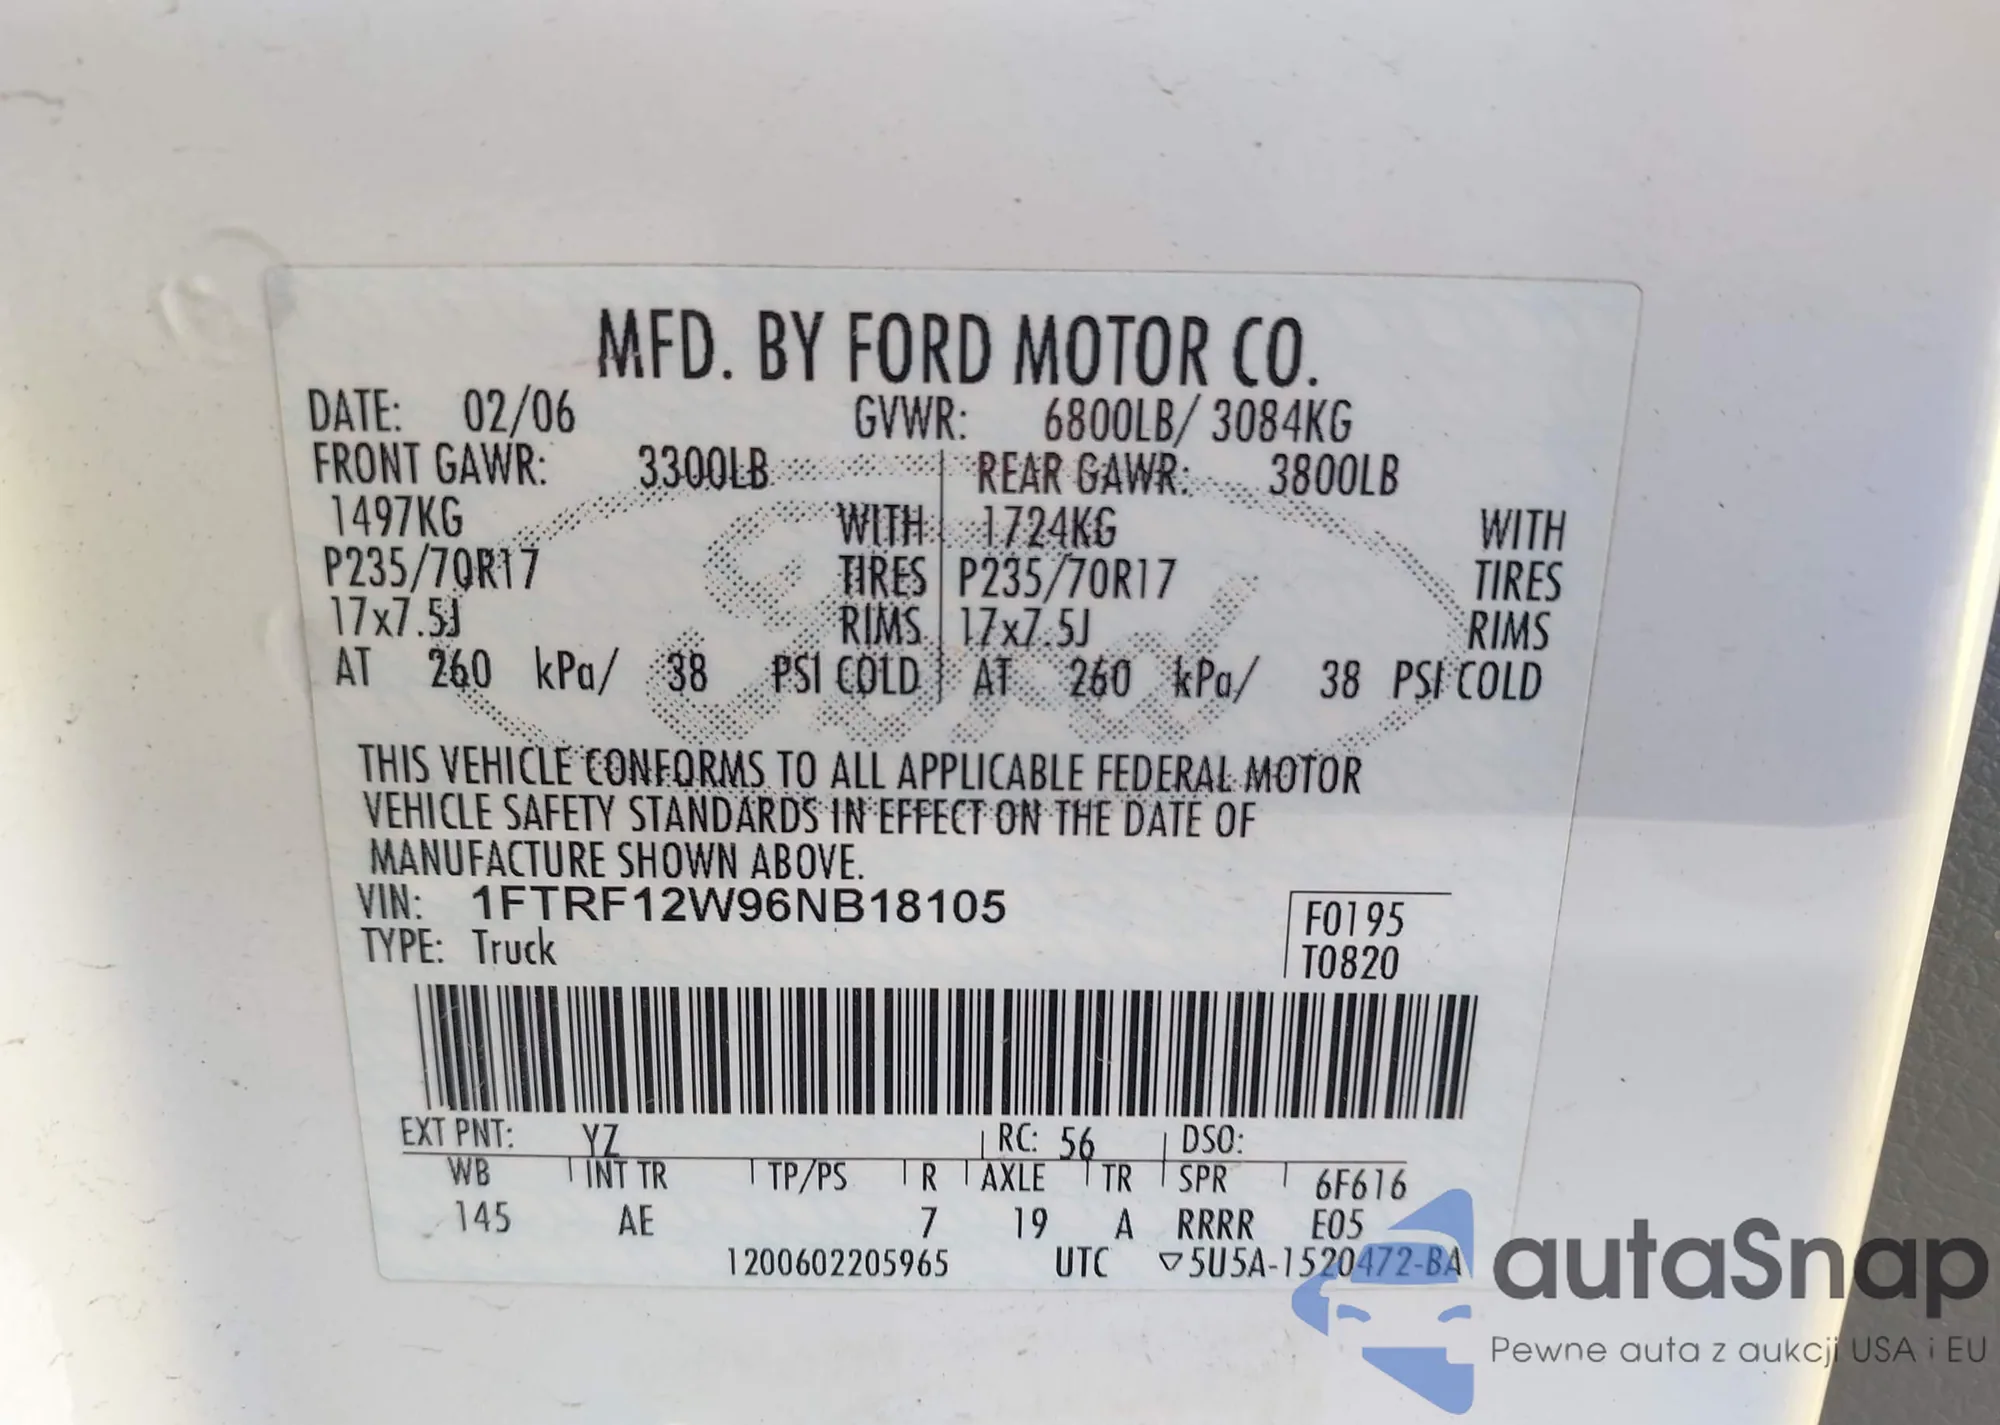 MFD. BY FORD MOTOR CO.
DATE: 02/06 GVWR: 6800LB/ 3084KG
FRONT GAWR: 3300LB REAR GAWR: 3800LB
1497KG WITH 1724KG WITH
P235/70R17 TIRES P235/70R17 TIRES
17x7.5J RIMS 17x7.5J RIMS
AT 260 kPa/ 38 PSI COLD AT 260 kPa/ 38 PSI COLD
Ford
THIS VEHICLE CONFORMS TO ALL APPLICABLE FEDERAL MOTOR
VEHICLE SAFETY STANDARDS IN EFFECT ON THE DATE OF
MANUFACTURE SHOWN ABOVE.
VIN: 1FTRF12W96NB18105 F0195
TYPE: Truck T0820
EXT PNT: YZ RC: 56 DSO:
WB INT TR TP/PS R AXLE TR SPR 6F616
145 AE 7 19 A RRRR E05
1200602205965 UTC ▽5U5A-1520472-BA
autaSnap
Pewne auta z aukcji USA i EU